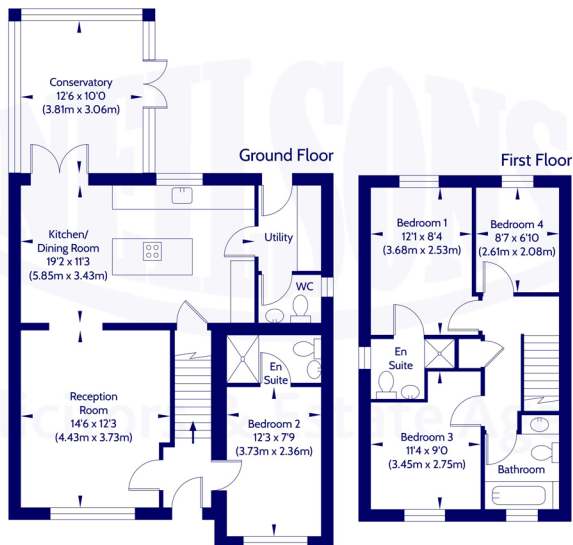 NEILSONS
Solicitors & Estate Agents
Ground Floor
Conservatory
12'6 x 10'0
(3.81m x 3.06m)
Kitchen/
Dining Room
19'2 x 11'3
(5.85m x 3.43m)
Utility
WC
Reception
Room
14'6 x 12'3
(4.43m x 3.73m)
En
Suite
Bedroom 2
12'3 x 7'9
(3.73m x 2.36m)
First Floor
Bedroom 1
12'1 x 8'4
(3.68m x 2.53m)
Bedroom 4
8'7 x 6'10
(2.61m x 2.08m)
En
Suite
Bedroom 3
11'4 x 9'0
(3.45m x 2.75m)
Bathroom